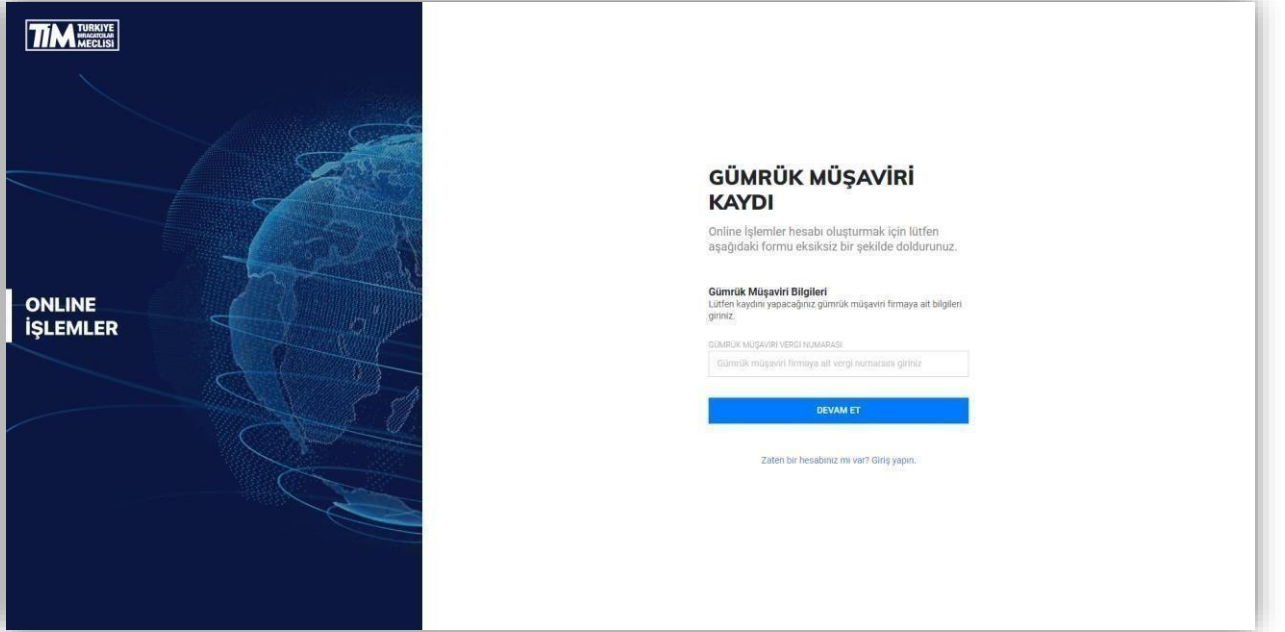 TİM TÜRKİYE
İHRACATÇILAR
MECLİSİ
ONLINE
İŞLEMLER
GÜMRÜK MÜŞAVİRİ
KAYDI
Online İşlemler hesabı oluşturmak için lütfen
aşağıdaki formu eksiksiz bir şekilde doldurunuz.
Gümrük Müşaviri Bilgileri
Lütfen kaydını yapacağınız gümrük müşaviri firmaya ait bilgileri
giriniz.
GÜMRÜK MÜŞAVİRİ VERGİ NUMARASI
Gümrük müşaviri firmaya ait vergi numarasını giriniz
DEVAM ET
Zaten bir hesabınız mı var? Giriş yapın.